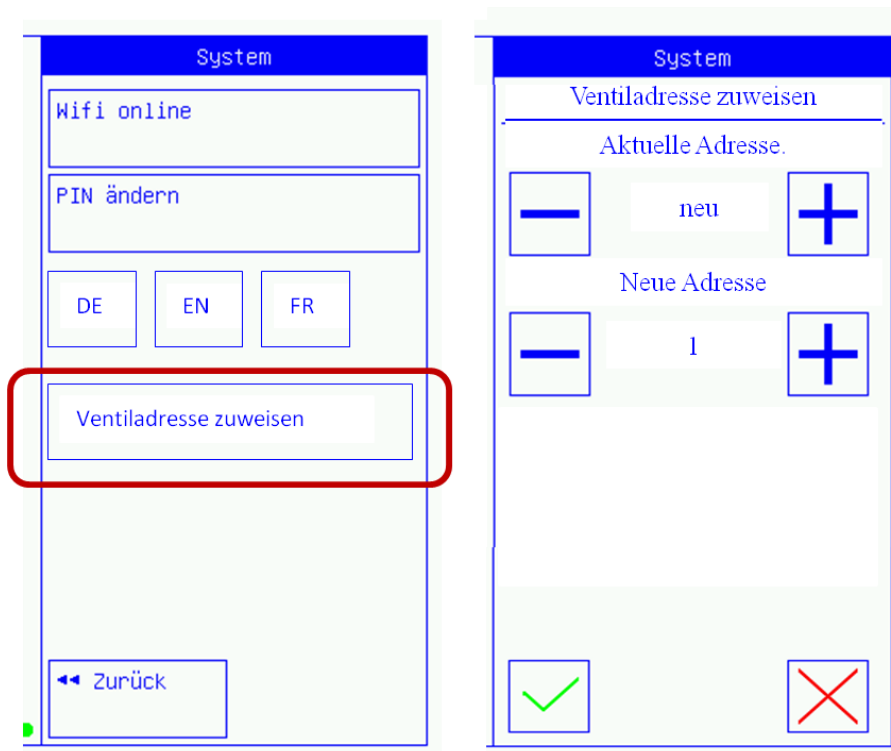 System
Wifi online
PIN ändern
DE EN FR
Ventiladresse zuweisen
Zurück
System
Ventiladresse zuweisen
Aktuelle Adresse.
neu
Neue Adresse
1